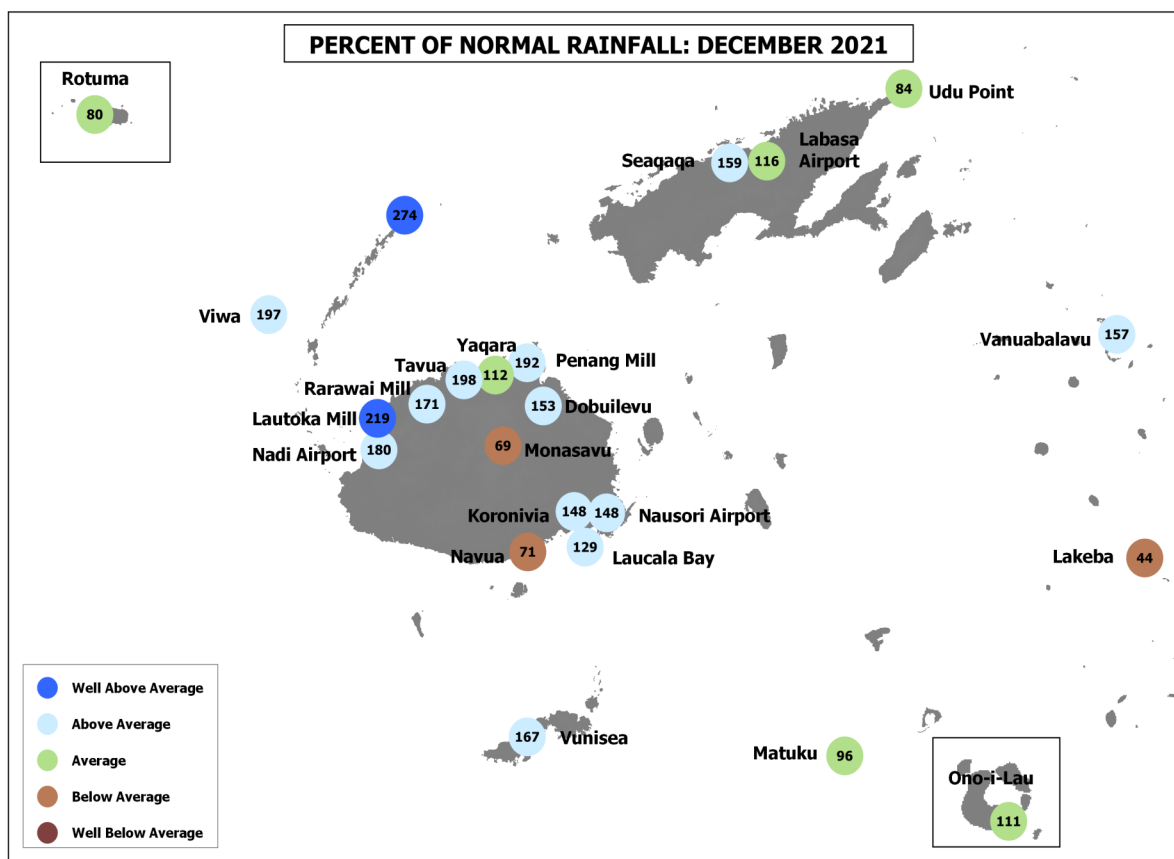 PERCENT OF NORMAL RAINFALL: DECEMBER 2021
Rotuma
80
84
Udu Point
Labasa
Airport
Seaqaqa
159
116
274
Viwa
197
Vanuabalavu
157
Yaqara
Penang Mill
192
Tavua
198
112
Rarawai Mill
171
153
Dobuilevu
Lautoka Mill
219
Nadi Airport
180
69
Monasavu
Koronivia
148
148
Nausori Airport
Navua
71
129
Laucala Bay
Lakeba
44
Vunisea
167
Matuku
96
Ono-i-Lau
111
Well Above Average
Above Average
Average
Below Average
Well Below Average